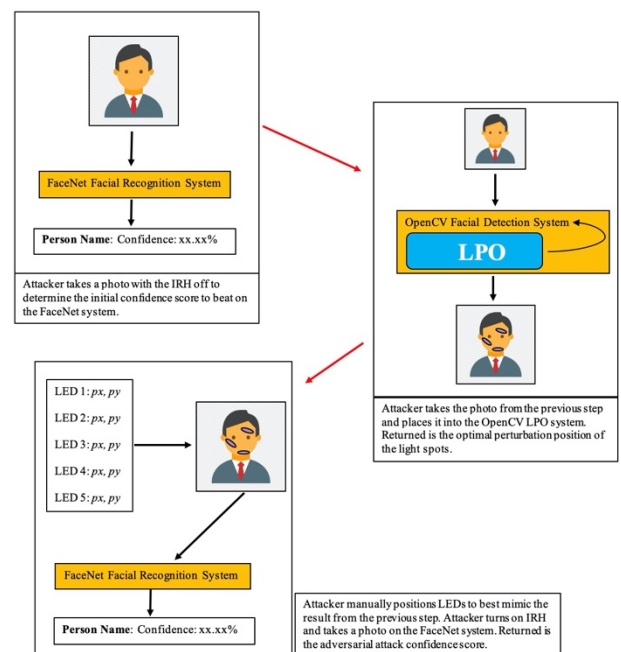 FaceNet Facial Recognition System
Person Name: Confidence: xx.xx%
Attacker takes a photo with the IRH off to
determine the initial confidence score to beat on
the FaceNet system.
OpenCV Facial Detection System
LPO
Attacker takes the photo from the previous step
and places it into the OpenCV LPO system.
Returned is the optimal perturbation position of
the light spots.
LED 1: px, py
LED 2: px, py
LED 3: px, py
LED 4: px, py
LED 5: px, py
FaceNet Facial Recognition System
Person Name: Confidence: xx.xx%
Attacker manually positions LEDs to best mimic the
result from the previous step. Attacker turns on IRH
and takes a photo on the FaceNet system. Returned is
the adversarial attack confidence score.